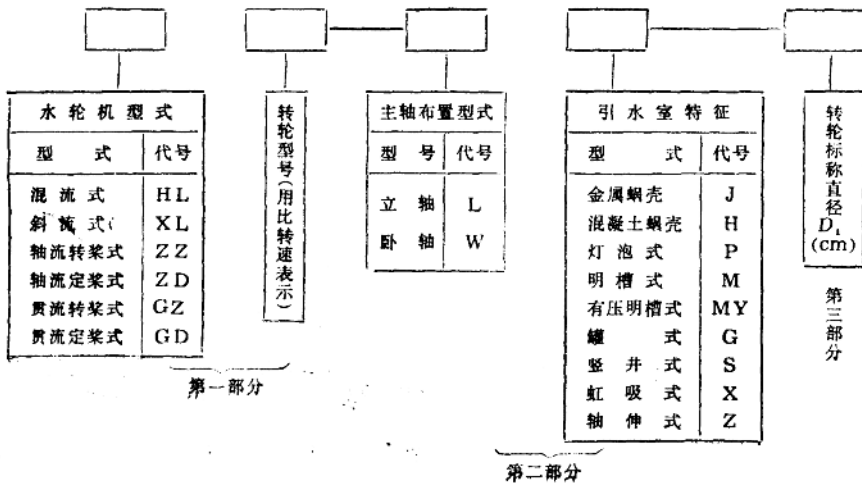 水轮机型式
型式 代号
混流式 HL
斜流式 XL
轴流转桨式 ZZ
轴流定桨式 ZD
贯流转桨式 GZ
贯流定桨式 GD
转轮型号(用比转速表示)
第一部分
主轴布置型式
型号 代号
立轴 L
卧轴 W
引水室特征
型式 代号
金属蜗壳 J
混凝土蜗壳 H
灯泡式 P
明槽式 M
有压明槽式 MY
罐式 G
竖井式 S
虹吸式 X
轴伸式 Z
第二部分
转轮标称直径
D₁
(cm)
第三部分